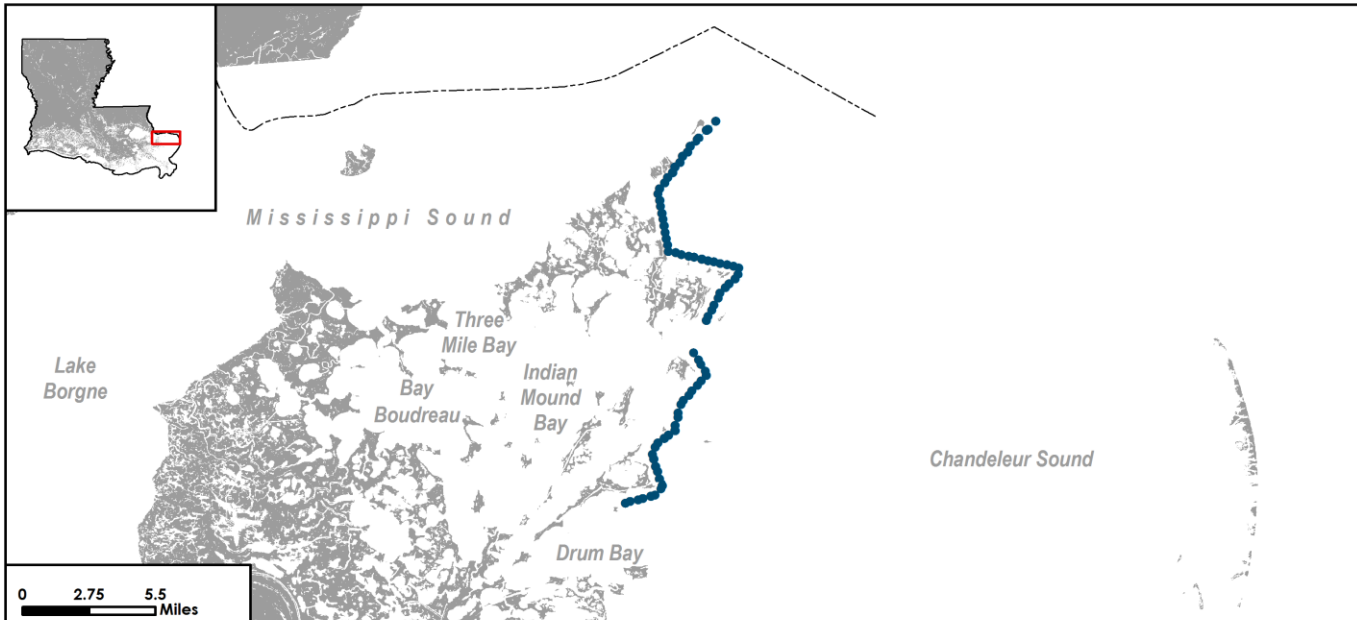 Mississippi Sound
Three
Mile Bay
Lake
Borgne
Indian
Mound
Bay
Bay
Boudreau
Chandeleur Sound
Drum Bay
0 2.75 5.5
Miles